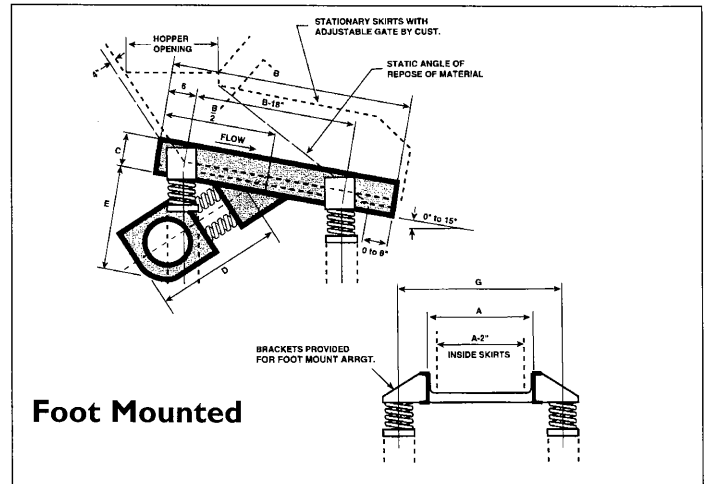 STATIONARY SKIRTS WITH
ADJUSTABLE GATE BY CUST.
HOPPER
OPENING
STATIC ANGLE OF
REPOSE OF MATERIAL
4"
B
6
B-18"
B
2
FLOW
C
E
D
0° to 15°
0 to 8"
G
A
A-2"
INSIDE SKIRTS
BRACKETS PROVIDED
FOR FOOT MOUNT ARRGT.
Foot Mounted